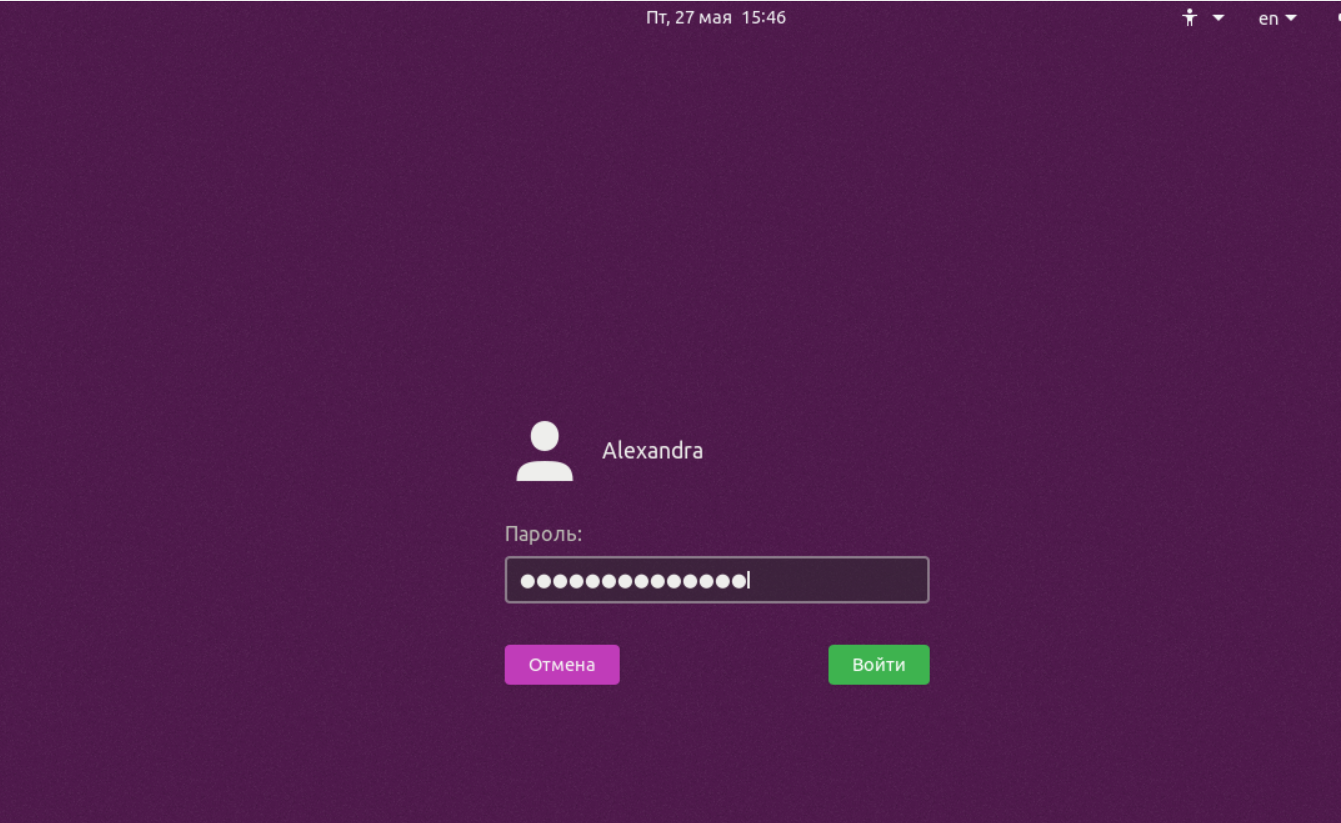 Пт, 27 мая 15:46
en
Alexandra
Пароль:
Отмена
Войти